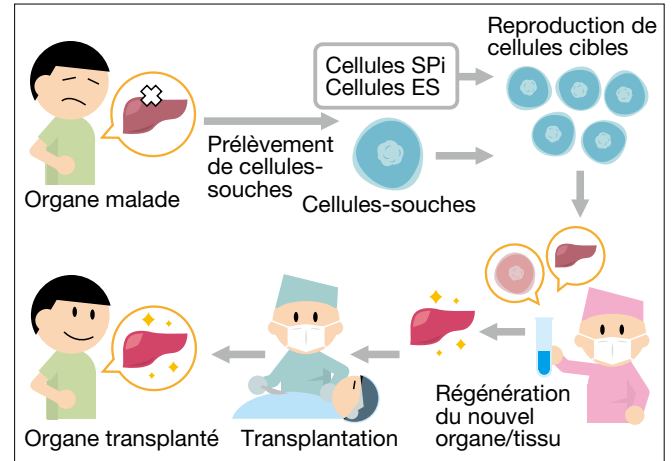 Organe malade
Prélèvement
de cellules-
souches
Cellules SPi
Cellules ES
Cellules-souches
Reproduction de
cellules cibles
Régénération
du nouvel
organe/tissu
Transplantation
Organe transplanté